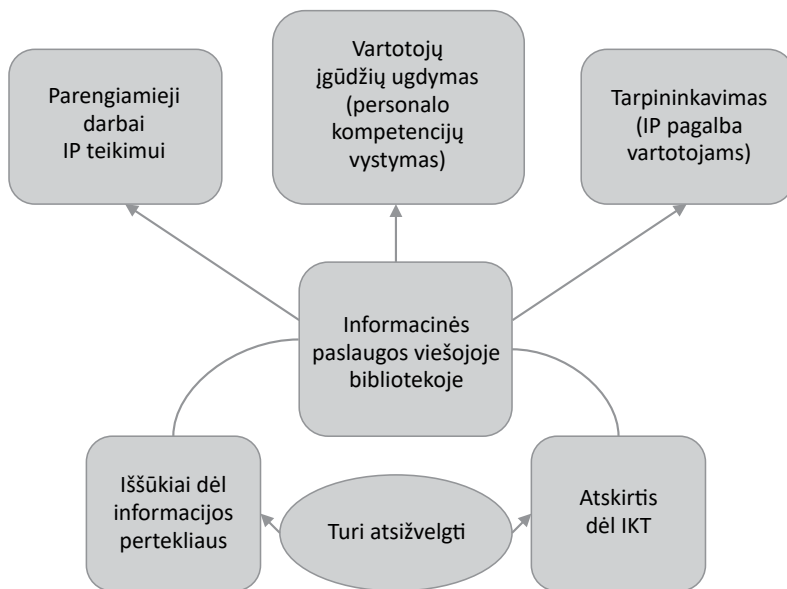 Parengiamieji
darbai
IP teikimui
Vartotojų
įgūdžių ugdymas
(personalo
kompetencijų
vystymas)
Tarpininkavimas
(IP pagalba
vartotojams)
Informacinės
paslaugos viešojoje
bibliotekoje
Iššūkiai dėl
informacijos
pertekliaus
Turi atsižvelgti
Atskirtis
dėl IKT